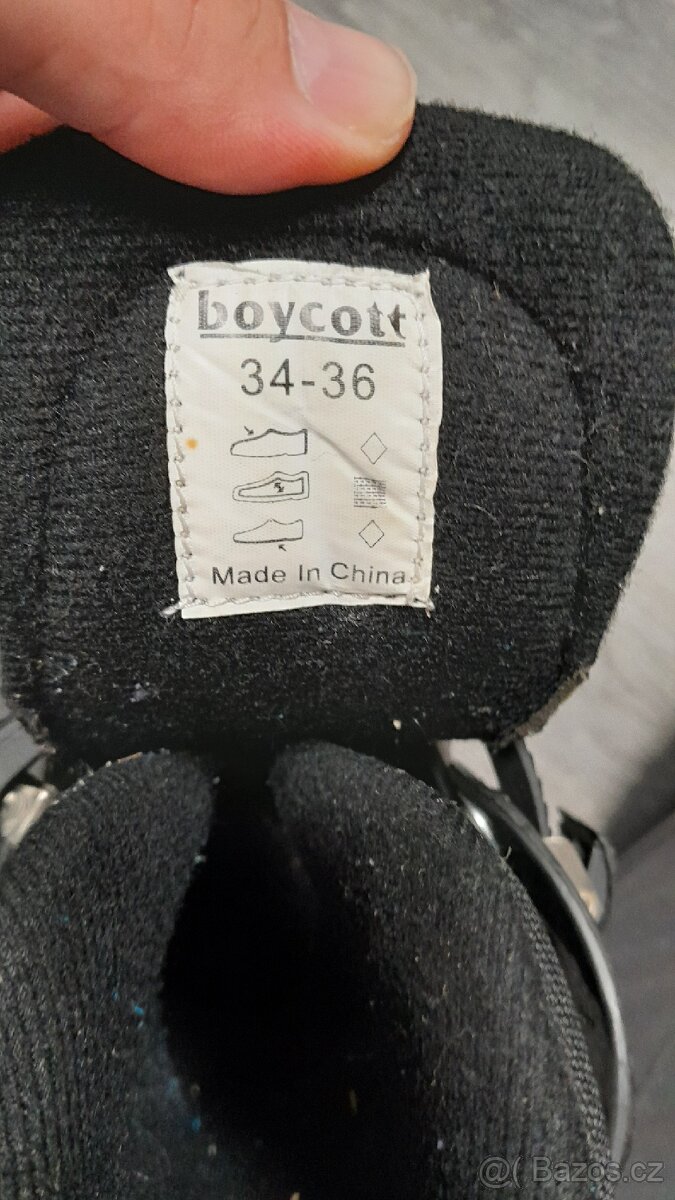 boycott
34-36
Made In China
@( Bazos.cz